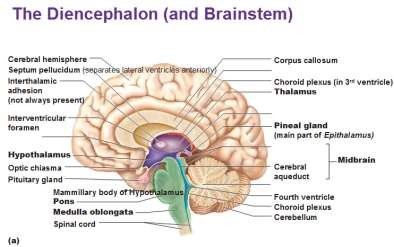 The Diencephalon (and Brainstem)
Cerebral hemisphere
Septum pellucidum (separates lateral ventricles anteriorly)
Interthalamic
adhesion
(not always present)
Interventricular
foramen
Hypothalamus
Optic chiasma
Pituitary gland
Mammillary body of Hypothalamus
Pons
Medulla oblongata
Spinal cord
(a)
Corpus callosum
Choroid plexus (in 3rd ventricle)
Thalamus
Pineal gland
(main part of Epithalamus)
Midbrain
Cerebral
aqueduct
Fourth ventricle
Choroid plexus
Cerebellum